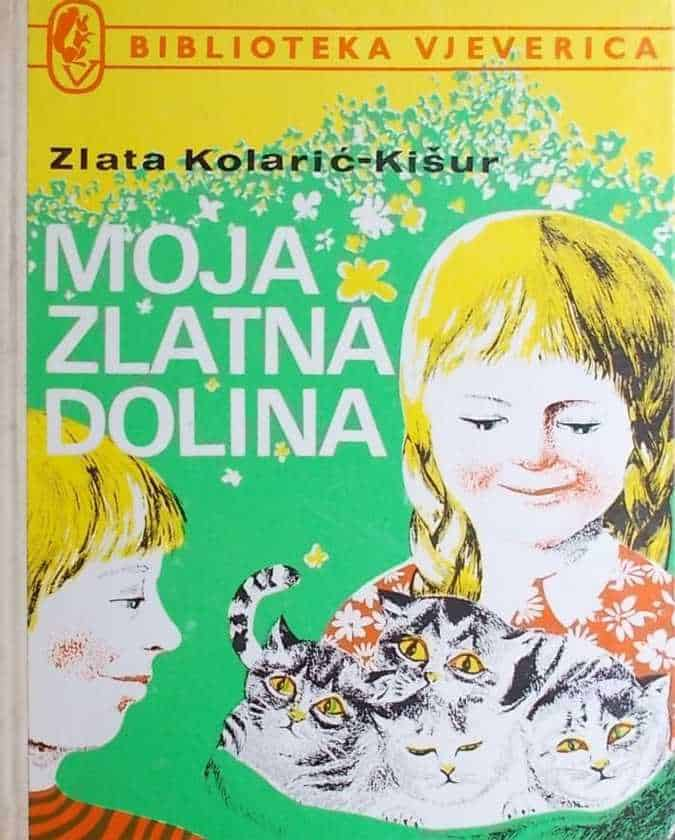 BIBLIOTEKA VJEVERICA
Zlata Kolarić-Kišur
MOJA
ZLATNA
DOLINA